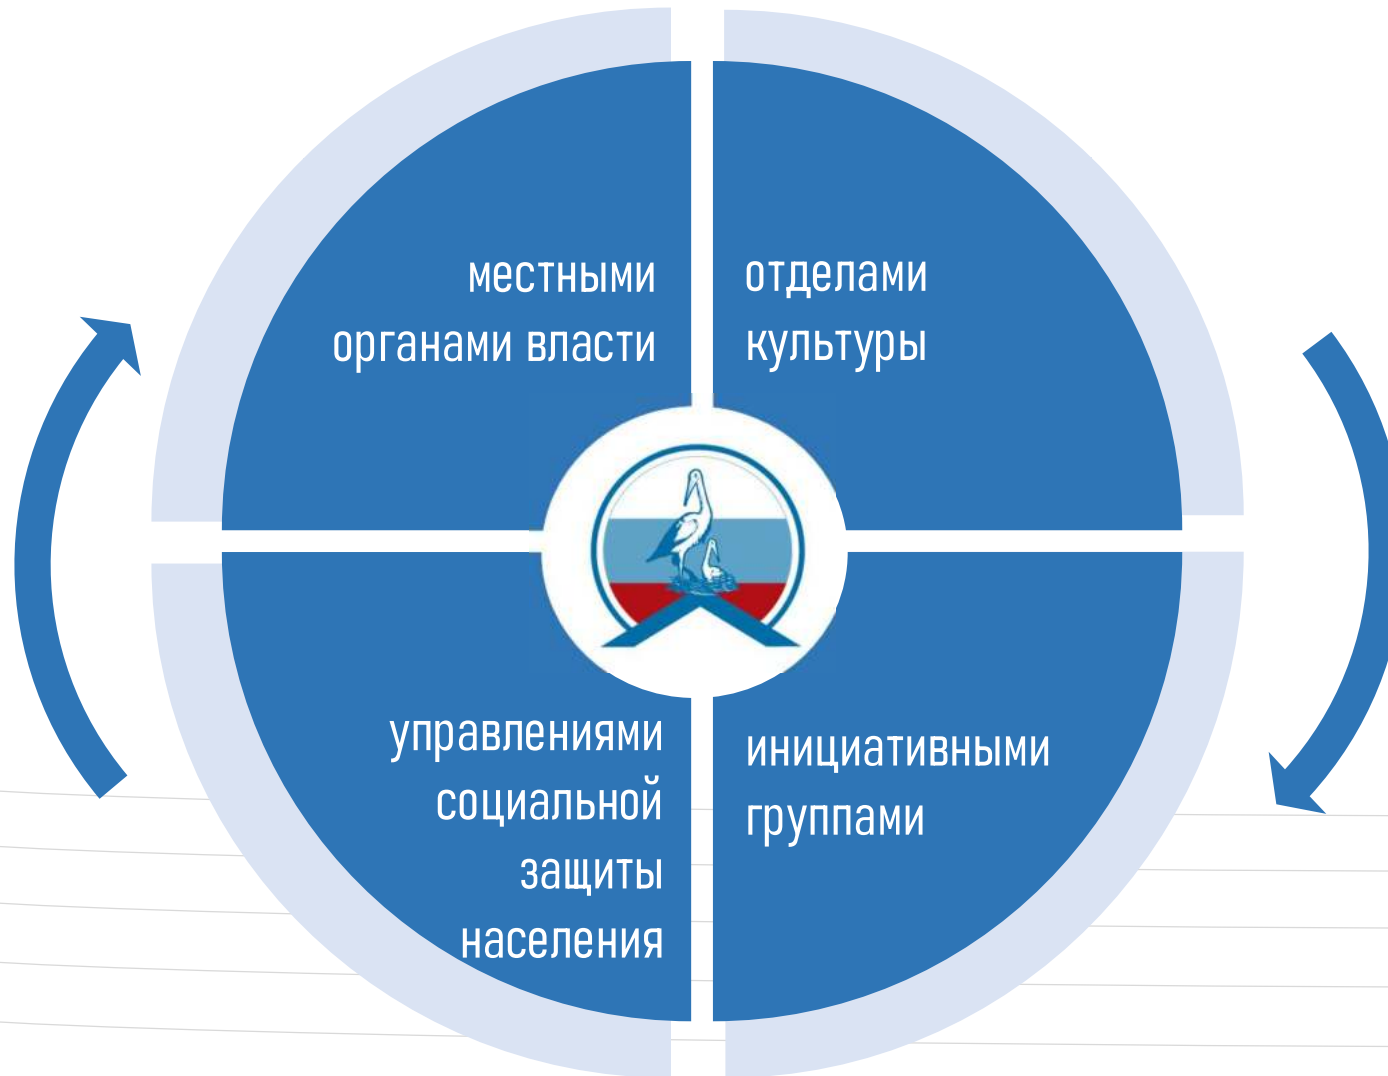 местными
органами власти
отделами
культуры
управлениями
социальной
защиты
населения
инициативными
группами